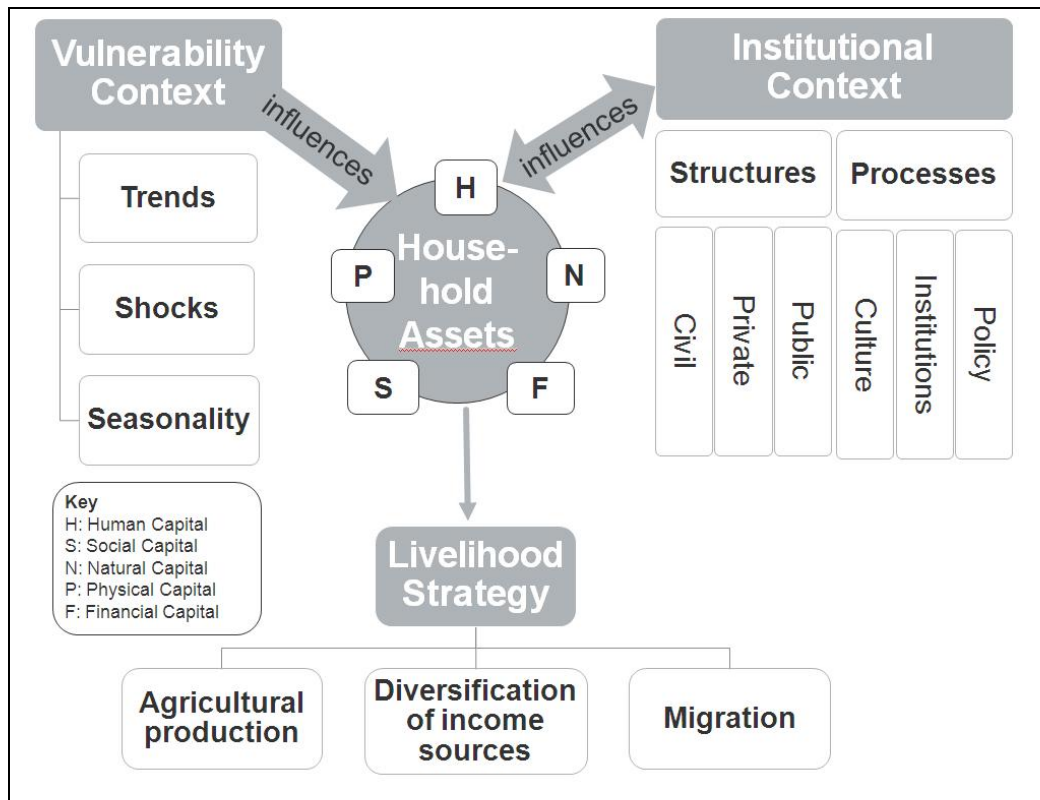 Vulnerability
Context
influences
influences
Institutional
Context
Trends
Shocks
Seasonality
Structures
Processes
Civil
Private
Public
Culture
Institutions
Policy
H
P
N
House-
hold
Assets
S
F
Key
H: Human Capital
S: Social Capital
N: Natural Capital
P: Physical Capital
F: Financial Capital
Livelihood
Strategy
Agricultural
production
Diversification
of income
sources
Migration